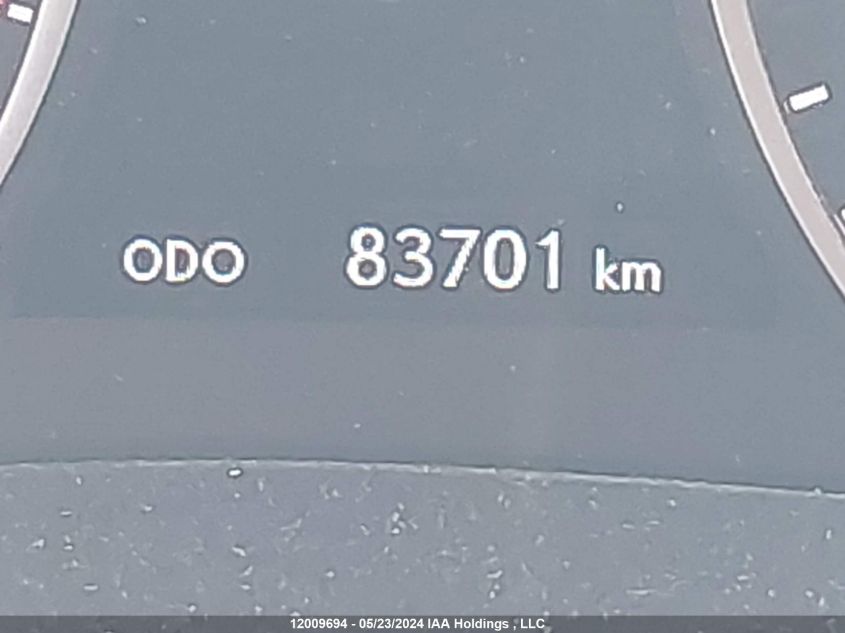 ODO 83701 km
12009694 - 05/23/2024 IAA Holdings , LLC